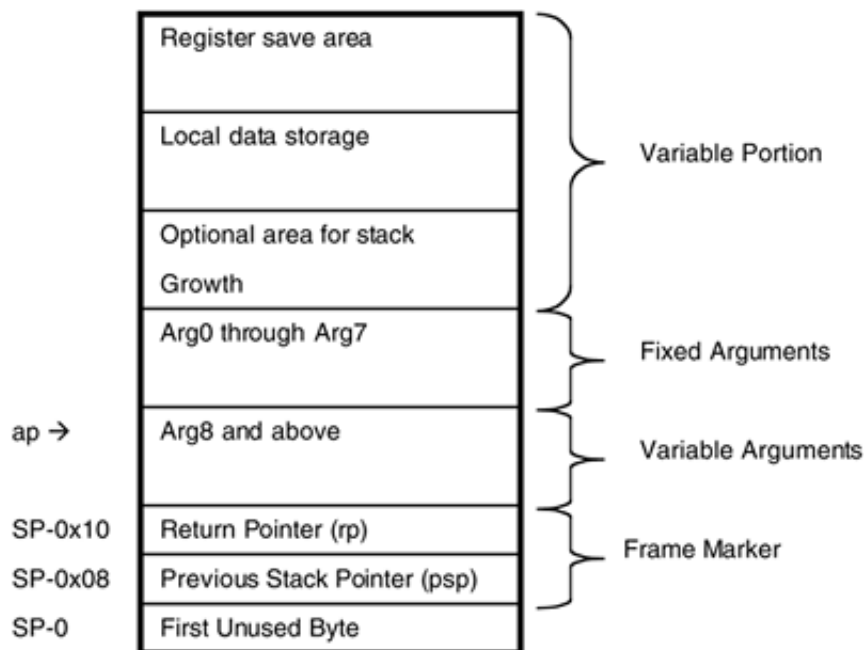 Register save area
Local data storage
Variable Portion
Optional area for stack
Growth
Arg0 through Arg7
Fixed Arguments
ap → Arg8 and above
Variable Arguments
SP-0x10 Return Pointer (rp)
Frame Marker
SP-0x08 Previous Stack Pointer (psp)
SP-0 First Unused Byte